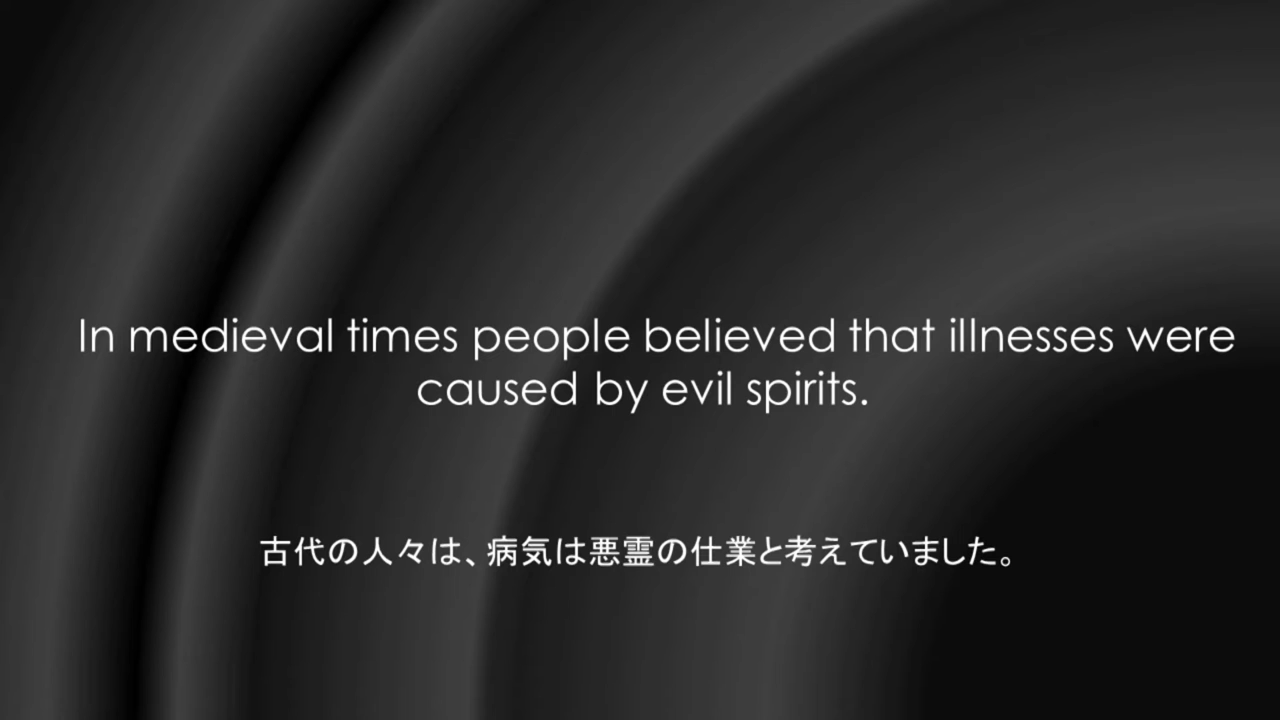 In medieval times people believed that illnesses were
caused by evil spirits.
古代の人々は、病気は悪霊の仕業と考えていました。